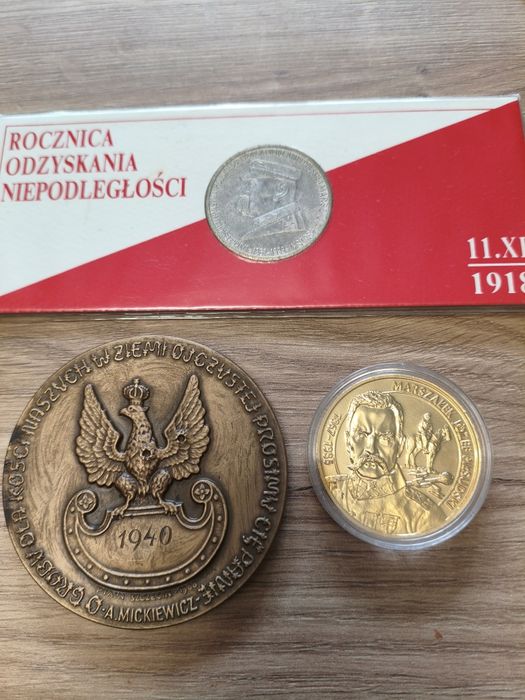 ROCZNICA
ODZYSKANIA
NIEPODLEGŁOŚCI
11.XI
1918
O GROBY DLA KOŚCI NASZYCH W ZIEMI OJCZYSTEJ PROSIMY CIĘ PANIE
1940
-A.MICKIEWICZ-
MARSZAŁEK JÓZEF PIŁSUDSKI
1867-1935